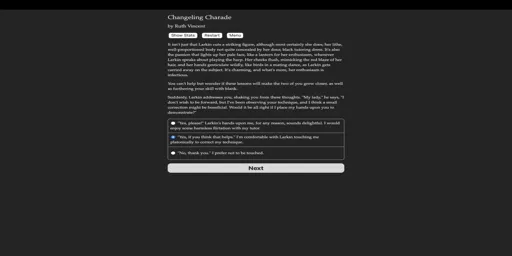 Changeling Charade
by Ruth Vincent
Show Stats Restart Menu
It isn't just that Larkin cuts a striking figure, although most certainly she does, her lithe,
well-proportioned body not quite concealed by her dour, black tutoring dress. It's also
the passion that lights up her pale face, like a lantern for her enthusiasm, whenever
Larkin speaks about playing the harp. Her cheeks flush, mimicking the red blaze of her
hair, and her hands gesticulate wildly, like birds in a mating dance, as Larkin gets
carried away on the subject. It's charming, and what's more, her enthusiasm is
infectious.
You can't help but wonder if these lessons will make the two of you grow closer, as well
as furthering your skill with blank.
Suddenly Larkin addresses you, shaking you from these thoughts. "My lady," he says, "I
don't wish to be forward, but I've been observing your technique, and I think a small
correction might be beneficial. Would it be all right if I place my hands upon you to
demonstrate?"
"Yes, please!" Larkin's hands upon me, for any reason, sounds delightful. I would
enjoy some harmless flirtation with my tutor.
"Yes, if you think that helps." I'm comfortable with Larkin touching me
platonically to correct my technique.
"No, thank you." I prefer not to be touched.
Next